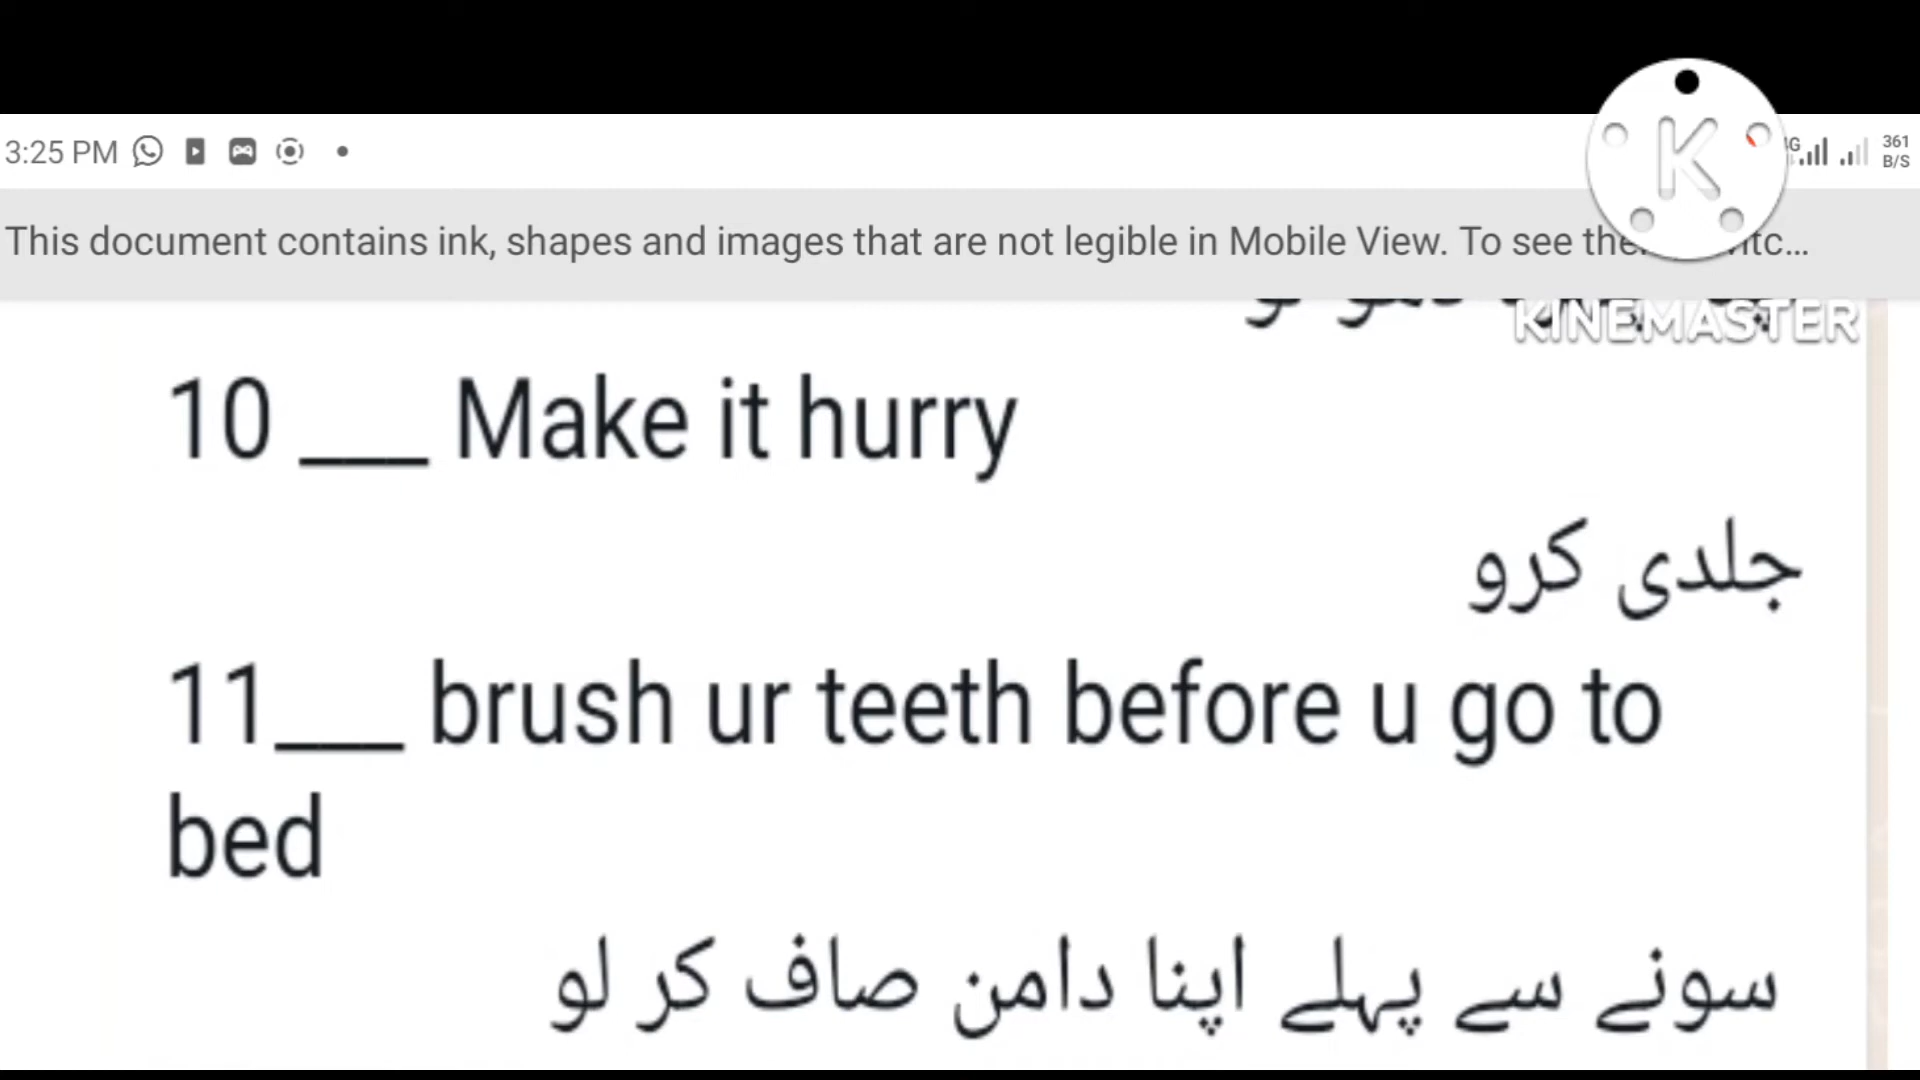 3:25 PM
4G 361 B/S
This document contains ink, shapes and images that are not legible in Mobile View. To see
KINEMASTER
10 ___ Make it hurry
جلدی کرو
11___ brush ur teeth before u go to
bed
سونے سے پہلے اپنا دامن صاف کر لو